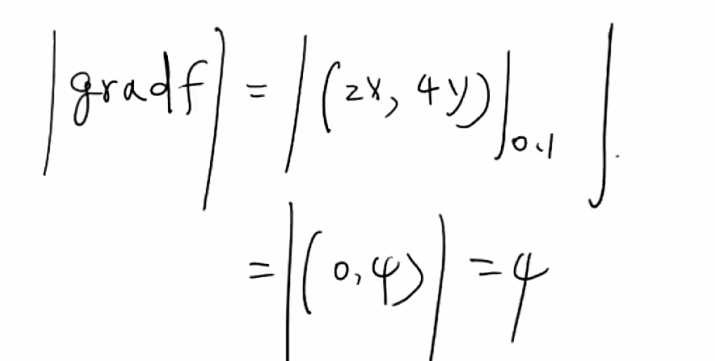 |gradf| = |(2x, 4y)|₀.₁|.
= |(0,4)| = 4